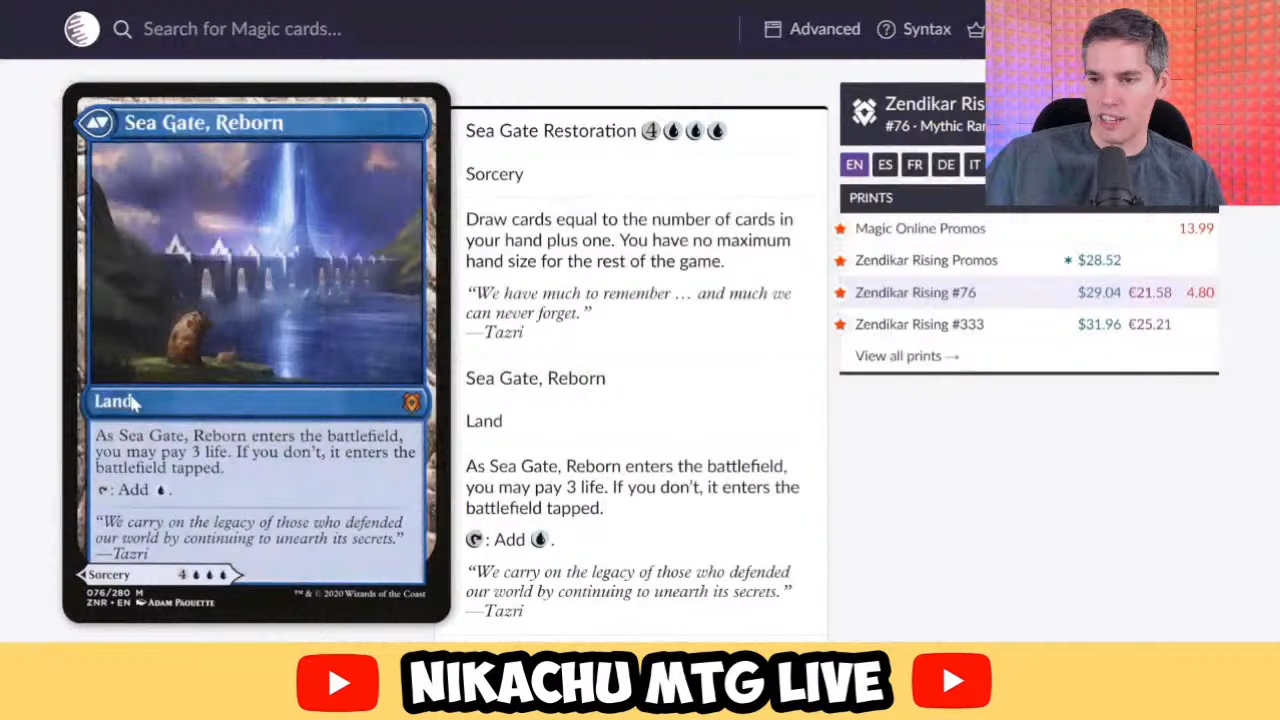 Search for Magic cards...
Advanced
Syntax
Sea Gate, Reborn
Land
As Sea Gate, Reborn enters the battlefield,
you may pay 3 life. If you don't, it enters the
battlefield tapped.
: Add .
"We carry on the legacy of those who defended
our world by continuing to unearth its secrets."
—Tazri
Sorcery 4
076/280 M
ZNR • EN Adam Paquette
™ & © 2020 Wizards of the Coast
Sea Gate Restoration 4
Sorcery
Draw cards equal to the number of cards in
your hand plus one. You have no maximum
hand size for the rest of the game.
"We have much to remember … and much we
can never forget."
—Tazri
Sea Gate, Reborn
Land
As Sea Gate, Reborn enters the battlefield,
you may pay 3 life. If you don't, it enters the
battlefield tapped.
: Add .
"We carry on the legacy of those who defended
our world by continuing to unearth its secrets."
—Tazri
Zendikar Ris
#76 · Mythic Rar
EN ES FR DE IT
PRINTS
Magic Online Promos 13.99
Zendikar Rising Promos $28.52
Zendikar Rising #76 $29.04 €21.58 4.80
Zendikar Rising #333 $31.96 €25.21
View all prints →
NIKACHU MTG LIVE